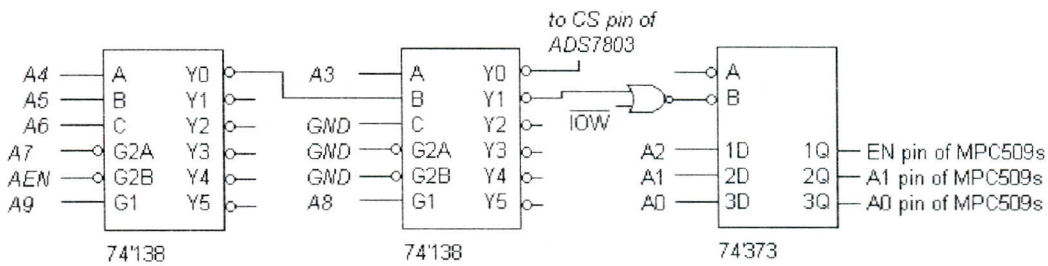 to CS pin of
ADS7803
A4 A Y0 A3 A Y0 A
A5 B Y1 B Y1 B
A6 C Y2 GND C Y2 IOW
A7 G2A Y3 GND G2A Y3 A2 1D 1Q EN pin of MPC509s
AEN G2B Y4 GND G2B Y4 A1 2D 2Q A1 pin of MPC509s
A9 G1 Y5 A8 G1 Y5 A0 3D 3Q A0 pin of MPC509s
74'138 74'138 74'373